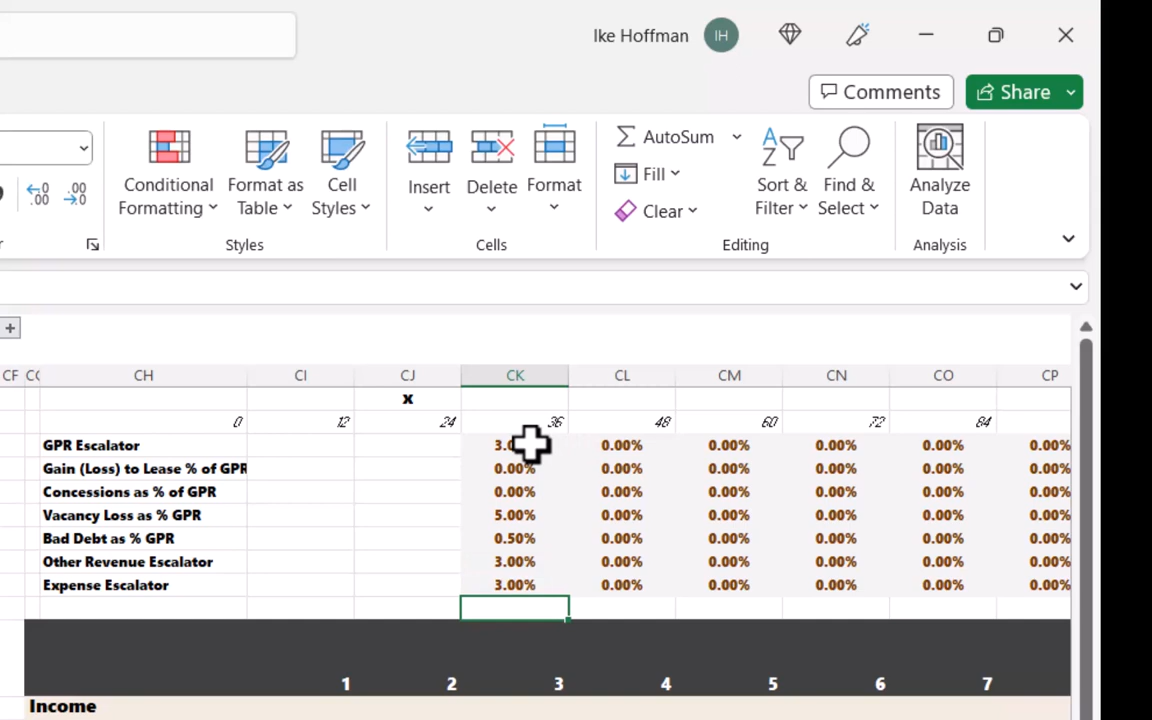 Ike Hoffman IH
Comments Share
Conditional Formatting Format as Table Cell Styles Insert Delete Format AutoSum Fill Clear Sort & Filter Find & Select Analyze Data
Styles Cells Editing Analysis
CF CH CI CJ CK CL CM CN CO CP
x
0 12 24 36 48 60 72 84
GPR Escalator 0.00% 0.00% 0.00% 0.00% 0.00%
Gain (Loss) to Lease % of GPR 0.00% 0.00% 0.00% 0.00% 0.00% 0.00%
Concessions as % of GPR 0.00% 0.00% 0.00% 0.00% 0.00% 0.00%
Vacancy Loss as % GPR 5.00% 0.00% 0.00% 0.00% 0.00% 0.00%
Bad Debt as % GPR 0.50% 0.00% 0.00% 0.00% 0.00% 0.00%
Other Revenue Escalator 3.00% 0.00% 0.00% 0.00% 0.00% 0.00%
Expense Escalator 3.00% 0.00% 0.00% 0.00% 0.00% 0.00%
1 2 3 4 5 6 7
Income